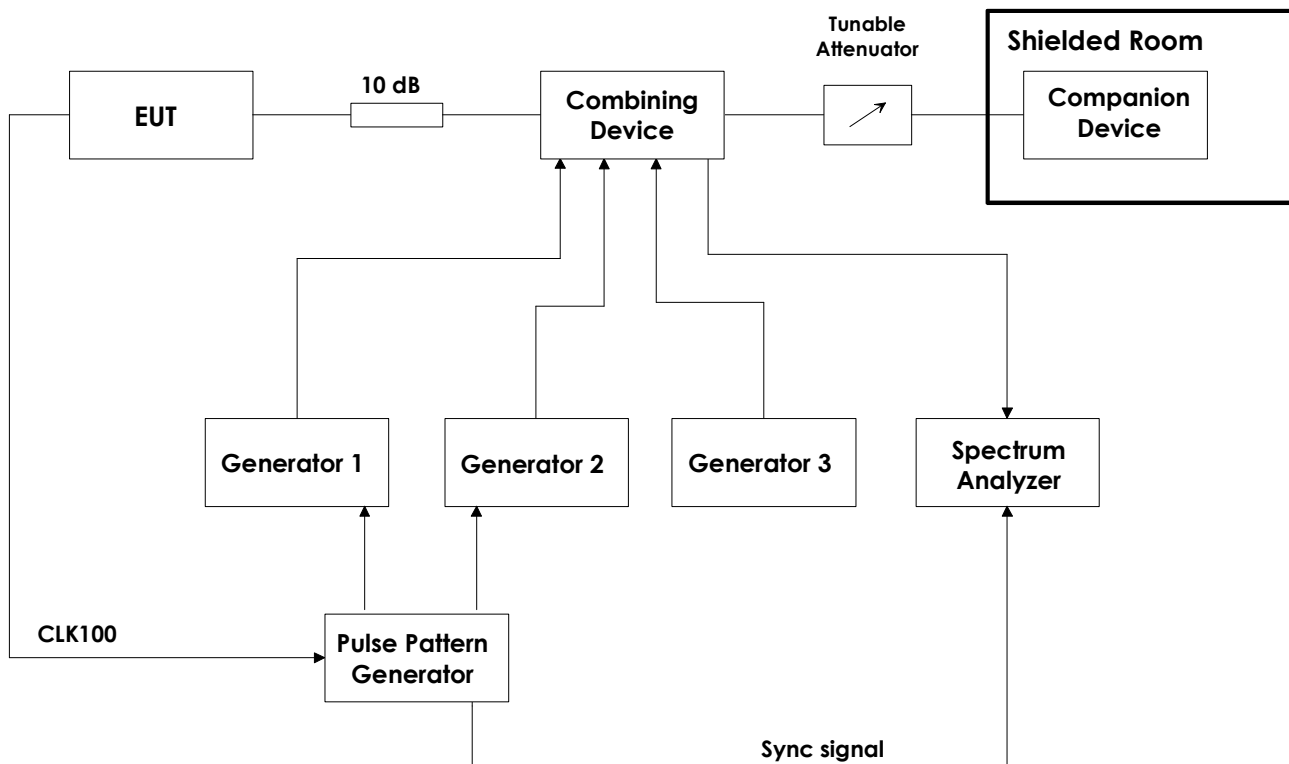 Tunable
Attenuator
Shielded Room
10 dB
EUT
Combining
Device
Companion
Device
Generator 1
Generator 2
Generator 3
Spectrum
Analyzer
CLK100
Pulse Pattern
Generator
Sync signal